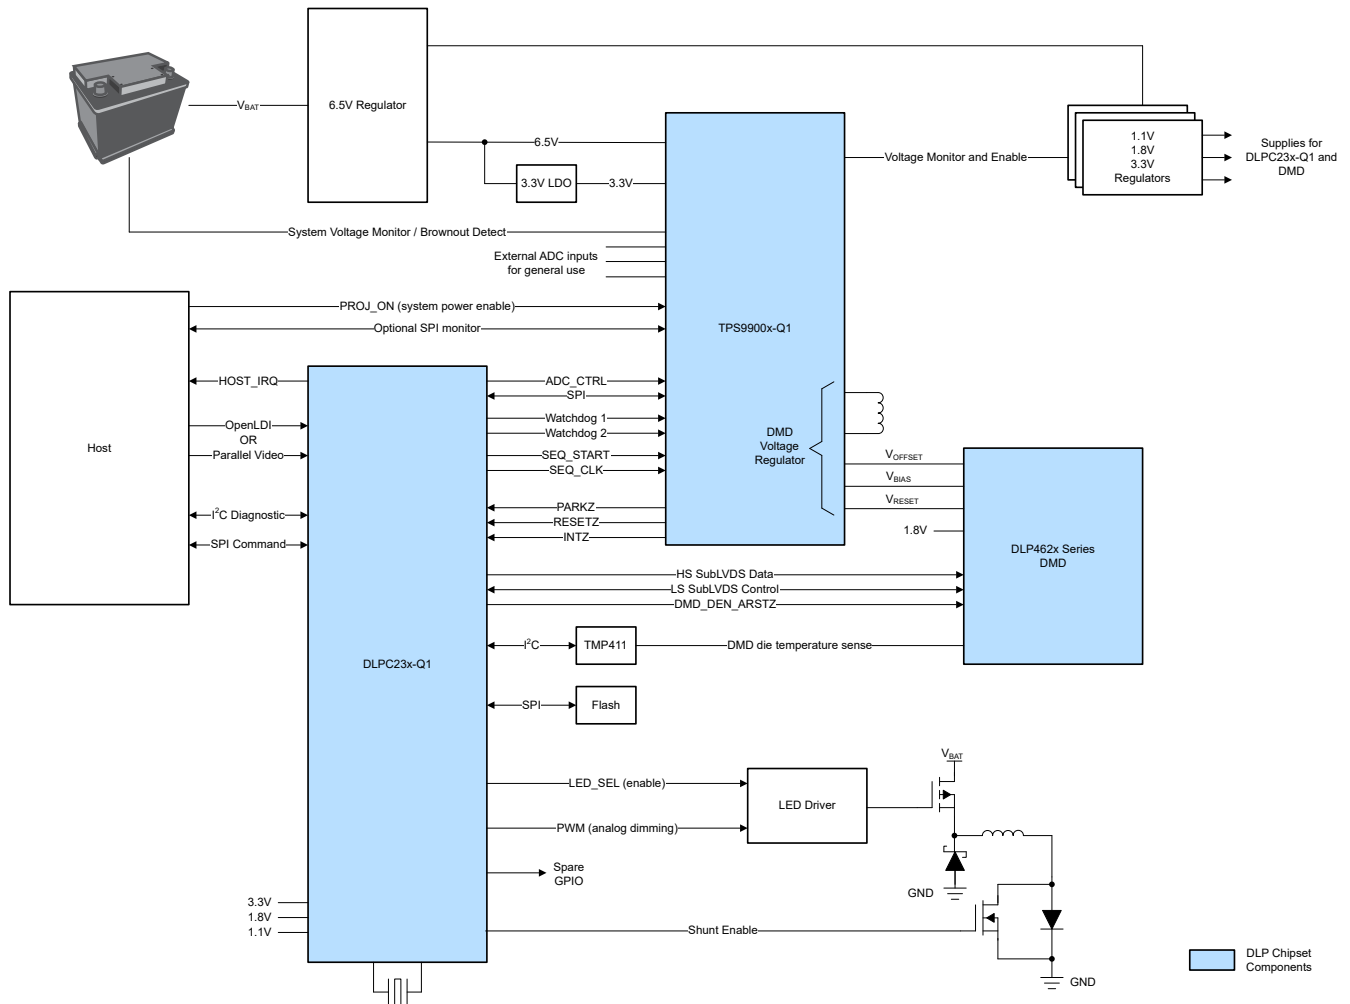 6.5V Regulator
V_BAT
6.5V
3.3V LDO
3.3V
Voltage Monitor and Enable
1.1V
1.8V
3.3V
Regulators
Supplies for
DLPC23x-Q1 and
DMD
System Voltage Monitor / Brownout Detect
External ADC inputs
for general use
PROJ_ON (system power enable)
Optional SPI monitor
TPS9900x-Q1
Host
HOST_IRQ
OpenLDI
OR
Parallel Video
I²C Diagnostic
SPI Command
ADC_CTRL
SPI
Watchdog 1
Watchdog 2
SEQ_START
SEQ_CLK
PARKZ
RESETZ
INTZ
DMD
Voltage
Regulator
V_OFFSET
V_BIAS
V_RESET
1.8V
DLP462x Series
DMD
HS SubLVDS Data
LS SubLVDS Control
DMD_DEN_ARSTZ
DLPC23x-Q1
I²C
TMP411
DMD die temperature sense
SPI
Flash
LED_SEL (enable)
PWM (analog dimming)
LED Driver
V_BAT
Spare
GPIO
GND
3.3V
1.8V
1.1V
Shunt Enable
GND
DLP Chipset
Components